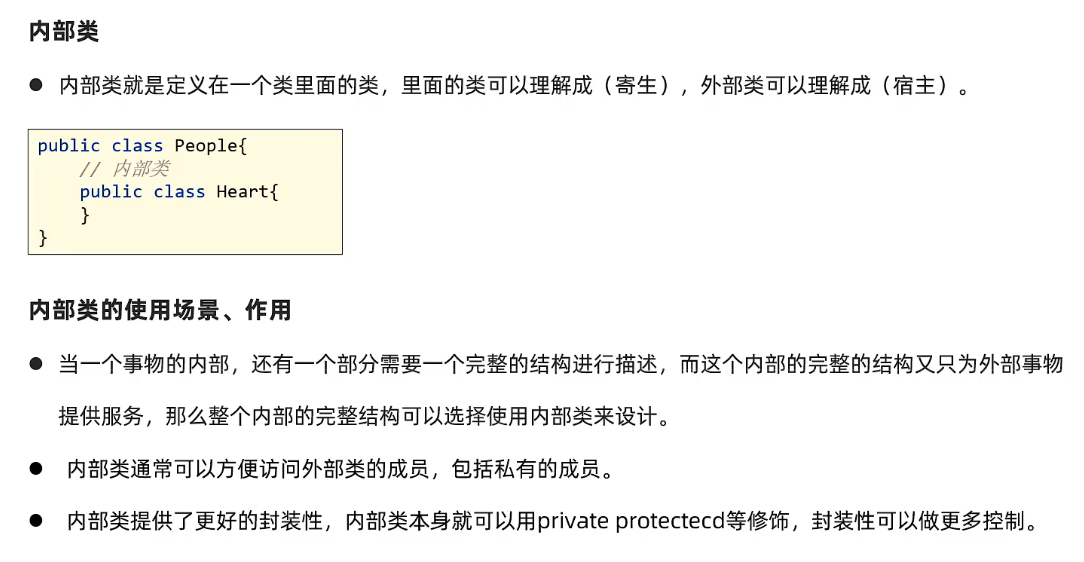 内部类
● 内部类就是定义在一个类里面的类，里面的类可以理解成（寄生），外部类可以理解成（宿主）。
public class People{
    // 内部类
    public class Heart{
    }
}
内部类的使用场景、作用
● 当一个事物的内部，还有一个部分需要一个完整的结构进行描述，而这个内部的完整的结构又只为外部事物
提供服务，那么整个内部的完整结构可以选择使用内部类来设计。
● 内部类通常可以方便访问外部类的成员，包括私有的成员。
● 内部类提供了更好的封装性，内部类本身就可以用private protectecd等修饰，封装性可以做更多控制。